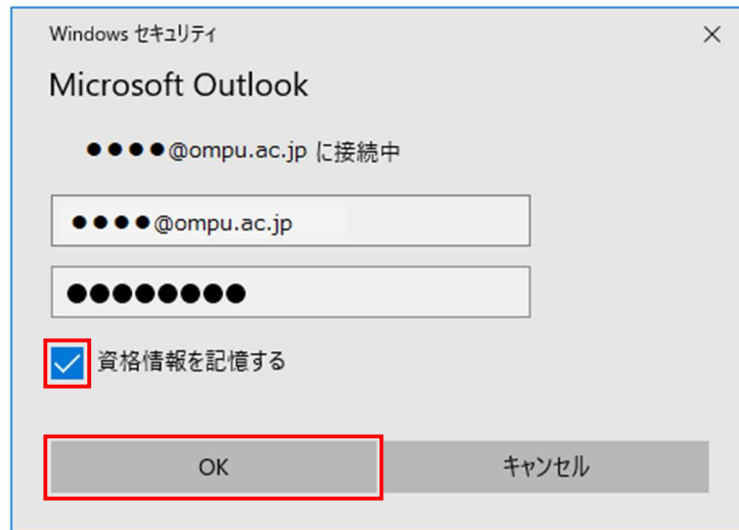 Windows セキュリティ
Microsoft Outlook
●●●●@ompu.ac.jp に接続中
●●●●@ompu.ac.jp
●●●●●●●●
資格情報を記憶する
OK キャンセル